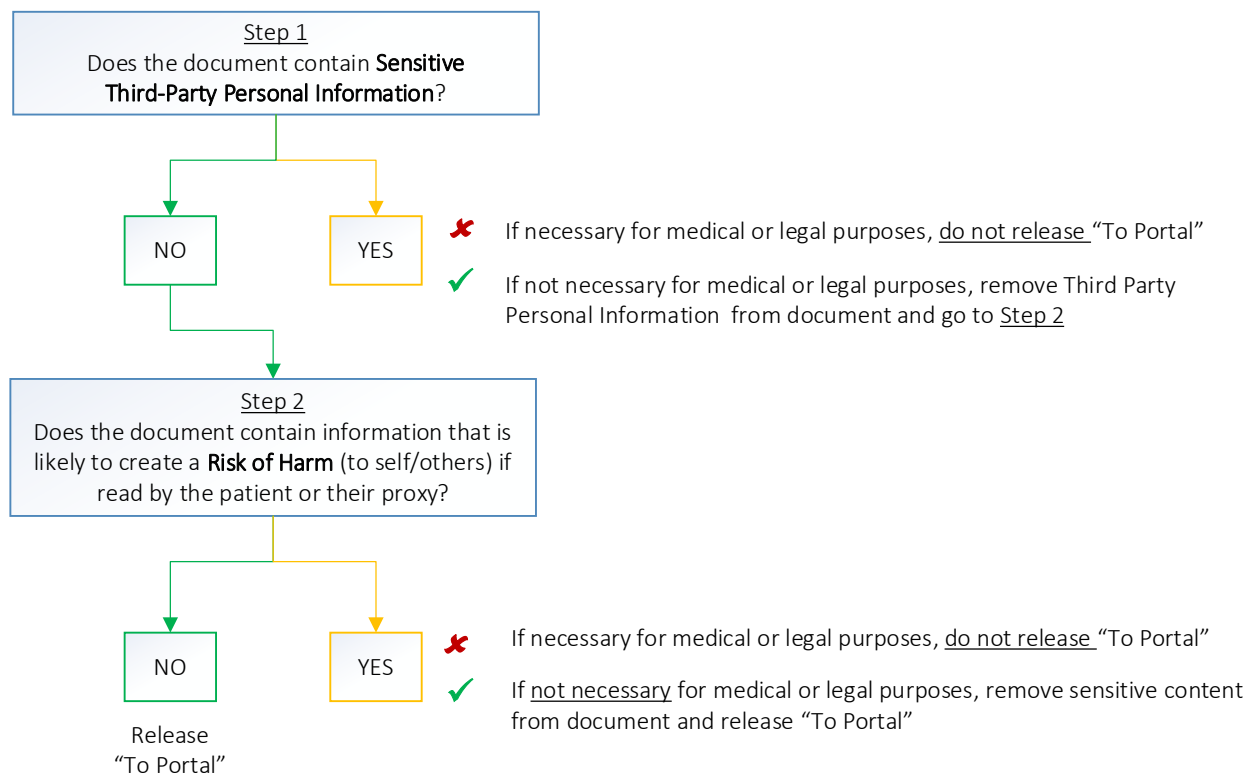 Step 1
Does the document contain Sensitive
Third-Party Personal Information?
NO
YES
If necessary for medical or legal purposes, do not release “To Portal”
If not necessary for medical or legal purposes, remove Third Party
Personal Information from document and go to Step 2
Step 2
Does the document contain information that is
likely to create a Risk of Harm (to self/others) if
read by the patient or their proxy?
NO
YES
If necessary for medical or legal purposes, do not release “To Portal”
If not necessary for medical or legal purposes, remove sensitive content
from document and release “To Portal”
Release
“To Portal”